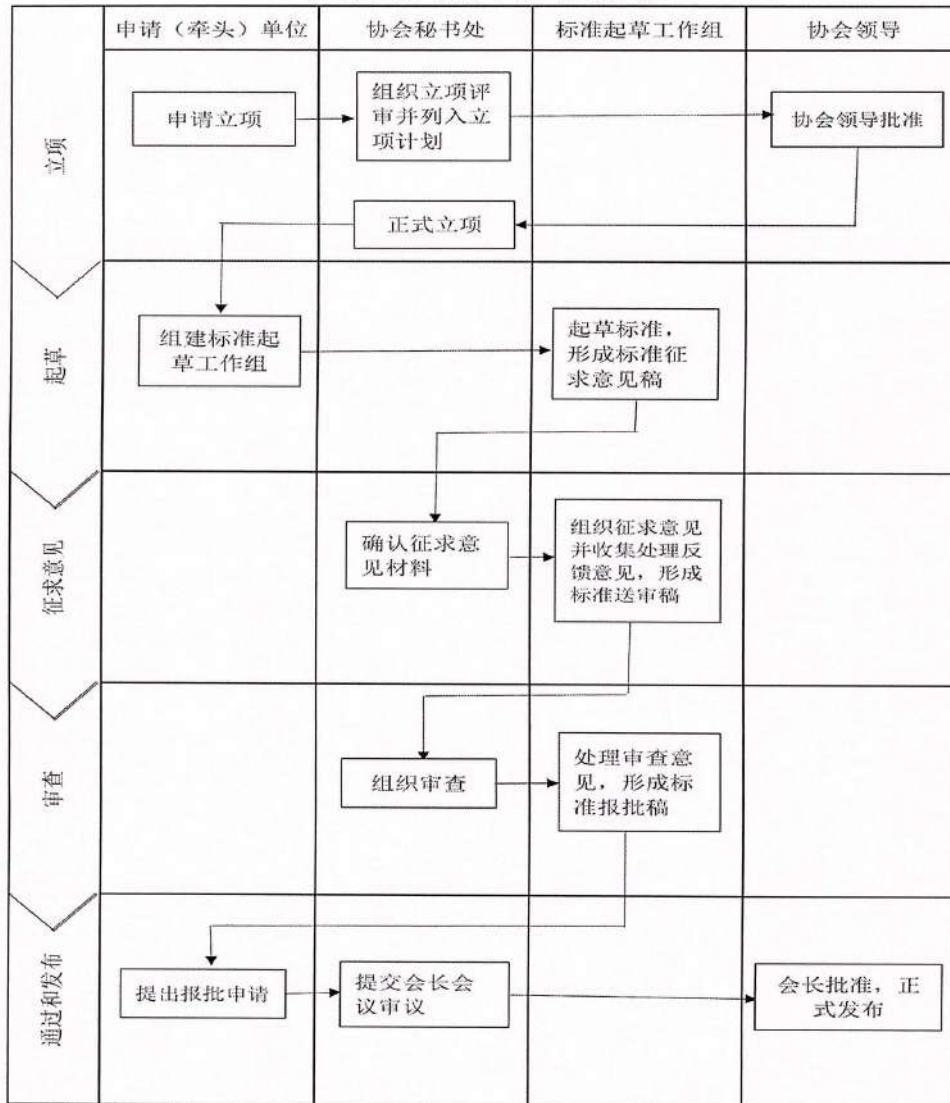 申请（牵头）单位
协会秘书处
标准起草工作组
协会领导
立项
申请立项
组织立项评
审并列入立
项计划
协会领导批准
正式立项
起草
组建标准起
草工作组
起草标准，
形成标准征
求意见稿
征求意见
确认征求意
见材料
组织征求意见
并收集处理反
馈意见，形成
标准送审稿
审查
组织审查
处理审查意
见，形成标
准报批稿
通过和发布
提出报批申请
提交会长会
议审议
会长批准，正
式发布